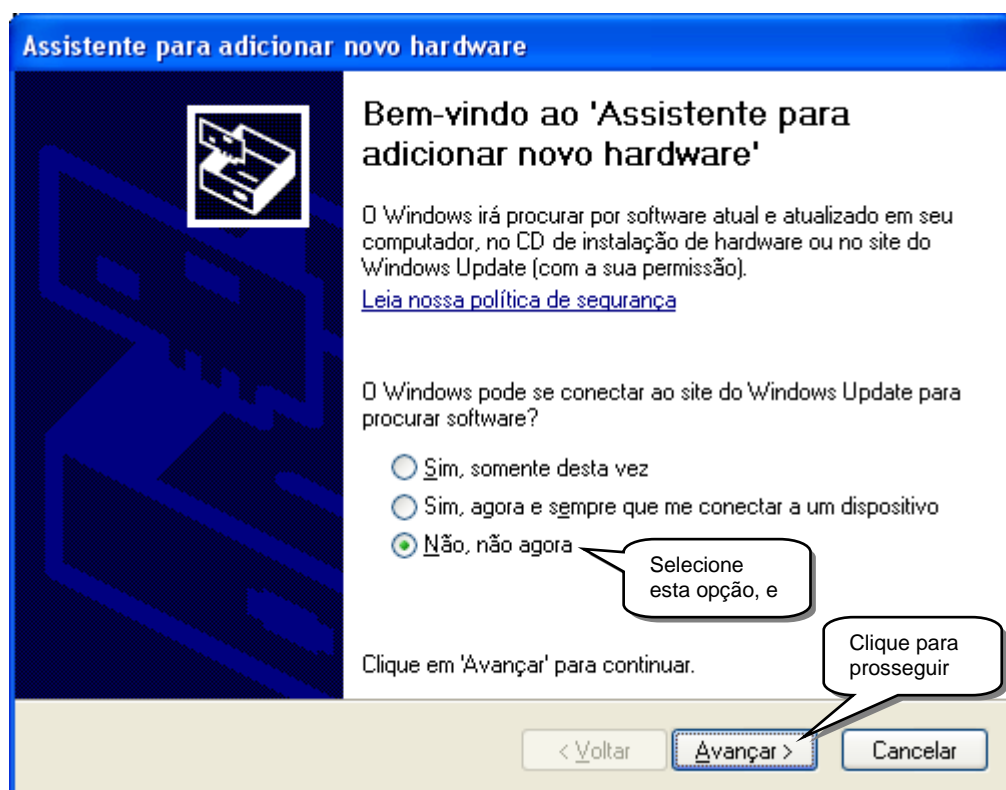 Assistente para adicionar novo hardware
Bem-vindo ao 'Assistente para
adicionar novo hardware'
O Windows irá procurar por software atual e atualizado em seu
computador, no CD de instalação de hardware ou no site do
Windows Update (com a sua permissão).
Leia nossa política de segurança
O Windows pode se conectar ao site do Windows Update para
procurar software?
Sim, somente desta vez
Sim, agora e sempre que me conectar a um dispositivo
Não, não agora
Selecione
esta opção, e
Clique para
prosseguir
Clique em 'Avançar' para continuar.
< Voltar
Avançar >
Cancelar